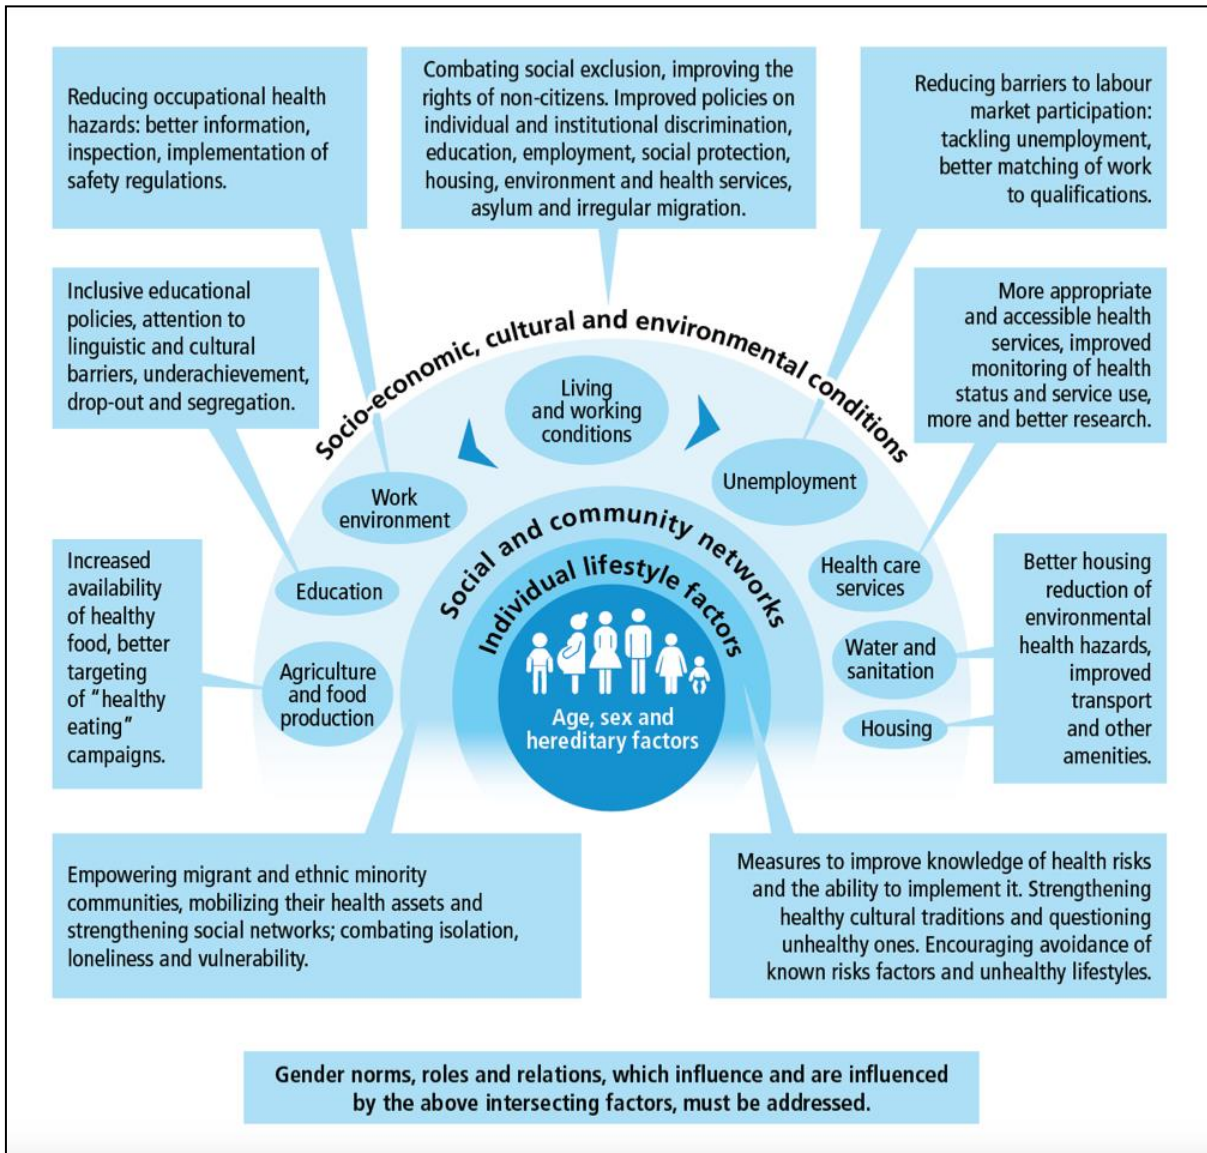 Reducing occupational health
hazards: better information,
inspection, implementation of
safety regulations.
Combating social exclusion, improving the
rights of non-citizens. Improved policies on
individual and institutional discrimination,
education, employment, social protection,
housing, environment and health services,
asylum and irregular migration.
Reducing barriers to labour
market participation:
tackling unemployment,
better matching of work
to qualifications.
Inclusive educational
policies, attention to
linguistic and cultural
barriers, underachievement,
drop-out and segregation.
More appropriate
and accessible health
services, improved
monitoring of health
status and service use,
more and better research.
Socio-economic, cultural and environmental conditions
Living
and working
conditions
Work
environment
Unemployment
Social and community networks
Individual lifestyle factors
Education
Health care
services
Increased
availability
of healthy
food, better
targeting
of “healthy
eating”
campaigns.
Agriculture
and food
production
Age, sex and
hereditary factors
Water and
sanitation
Housing
Better housing
reduction of
environmental
health hazards,
improved
transport
and other
amenities.
Empowering migrant and ethnic minority
communities, mobilizing their health assets and
strengthening social networks; combating isolation,
loneliness and vulnerability.
Measures to improve knowledge of health risks
and the ability to implement it. Strengthening
healthy cultural traditions and questioning
unhealthy ones. Encouraging avoidance of
known risks factors and unhealthy lifestyles.
Gender norms, roles and relations, which influence and are influenced
by the above intersecting factors, must be addressed.